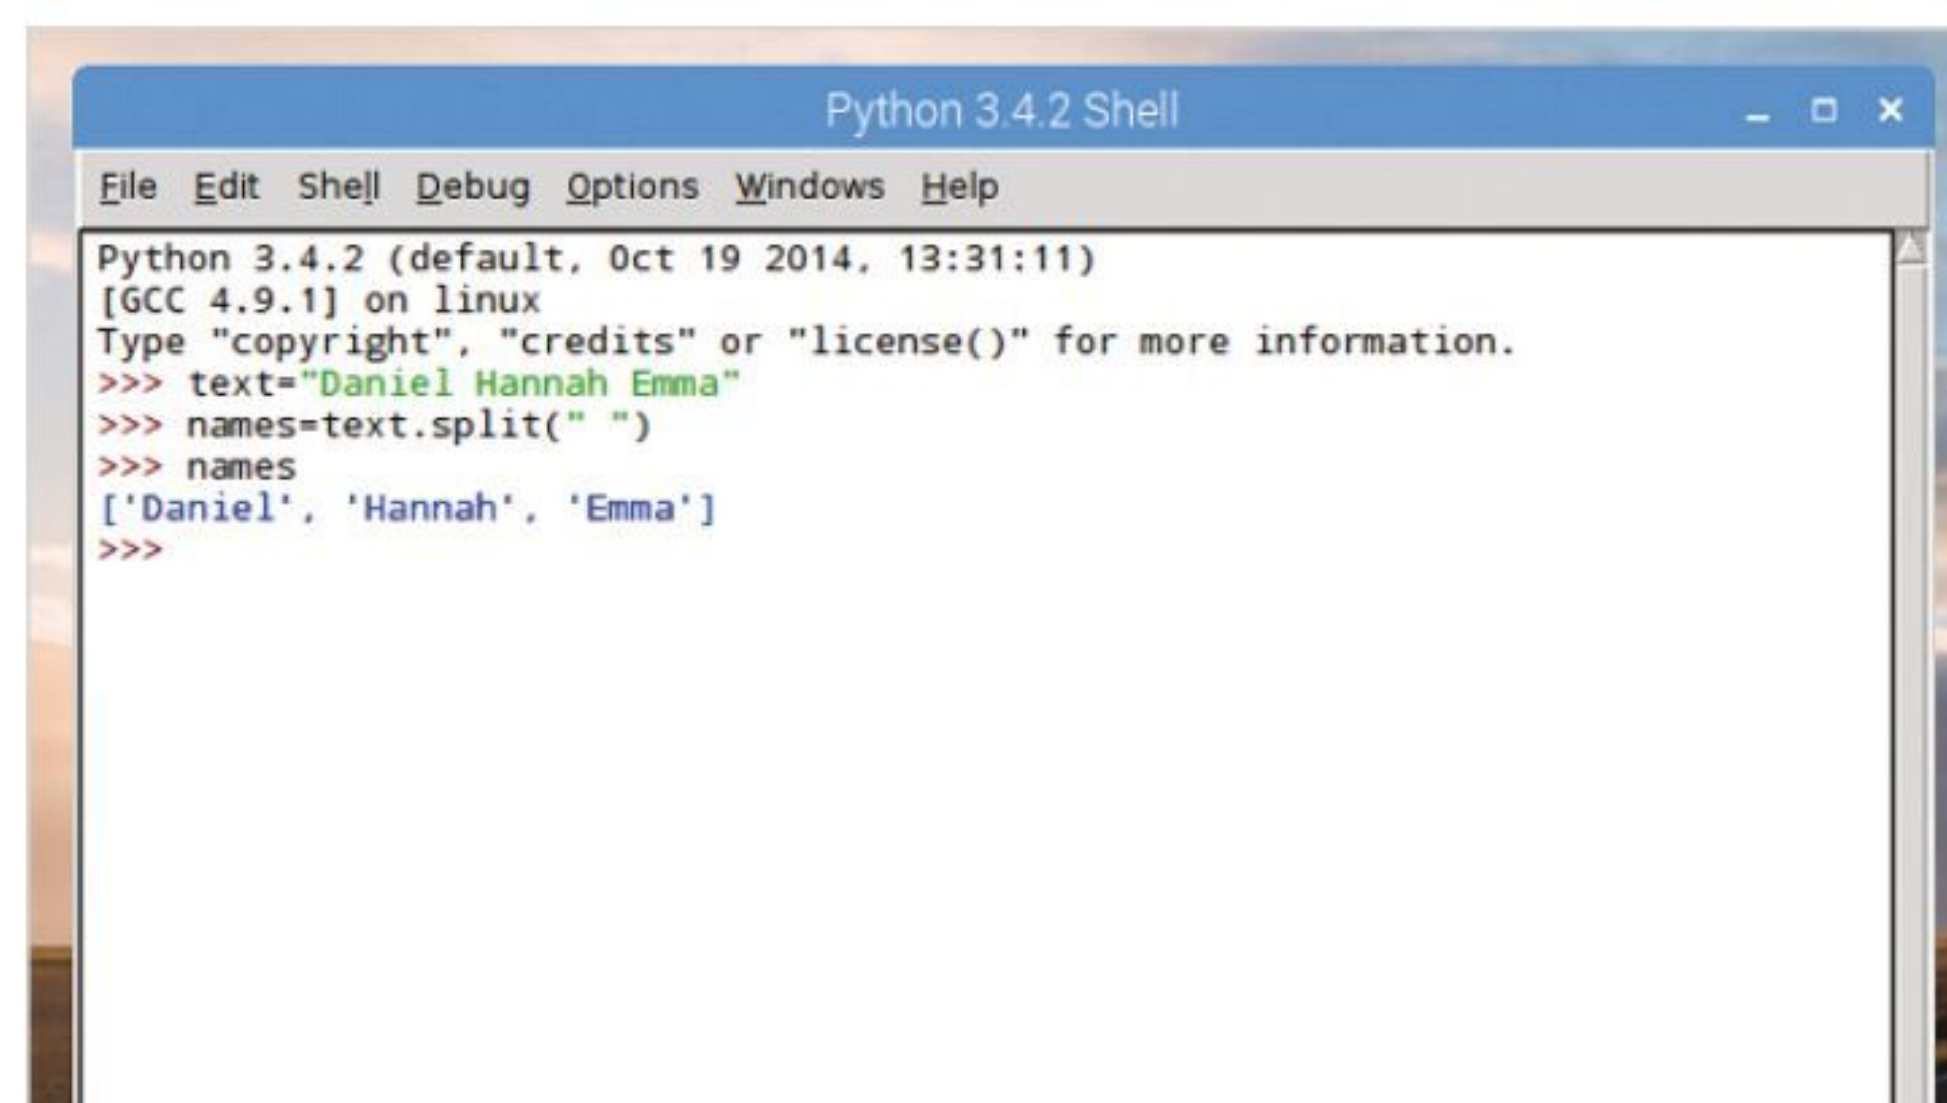 Python 3.4.2 Shell
File Edit Shell Debug Options Windows Help
Python 3.4.2 (default, Oct 19 2014, 13:31:11)
[GCC 4.9.1] on linux
Type "copyright", "credits" or "license()" for more information.
>>> text="Daniel Hannah Emma"
>>> names=text.split(" ")
>>> names
['Daniel', 'Hannah', 'Emma']
>>>